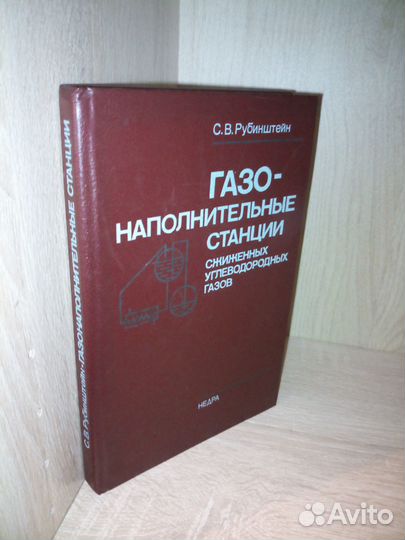 С. В. Рубинштейн-ГАЗОНАПОЛНИТЕЛЬНЫЕ СТАНЦИИ
С. В. Рубинштейн
ГАЗО-
НАПОЛНИТЕЛЬНЫЕ
СТАНЦИИ
СЖИЖЕННЫХ
УГЛЕВОДОРОДНЫХ
ГАЗОВ
НЕДРА
Avito